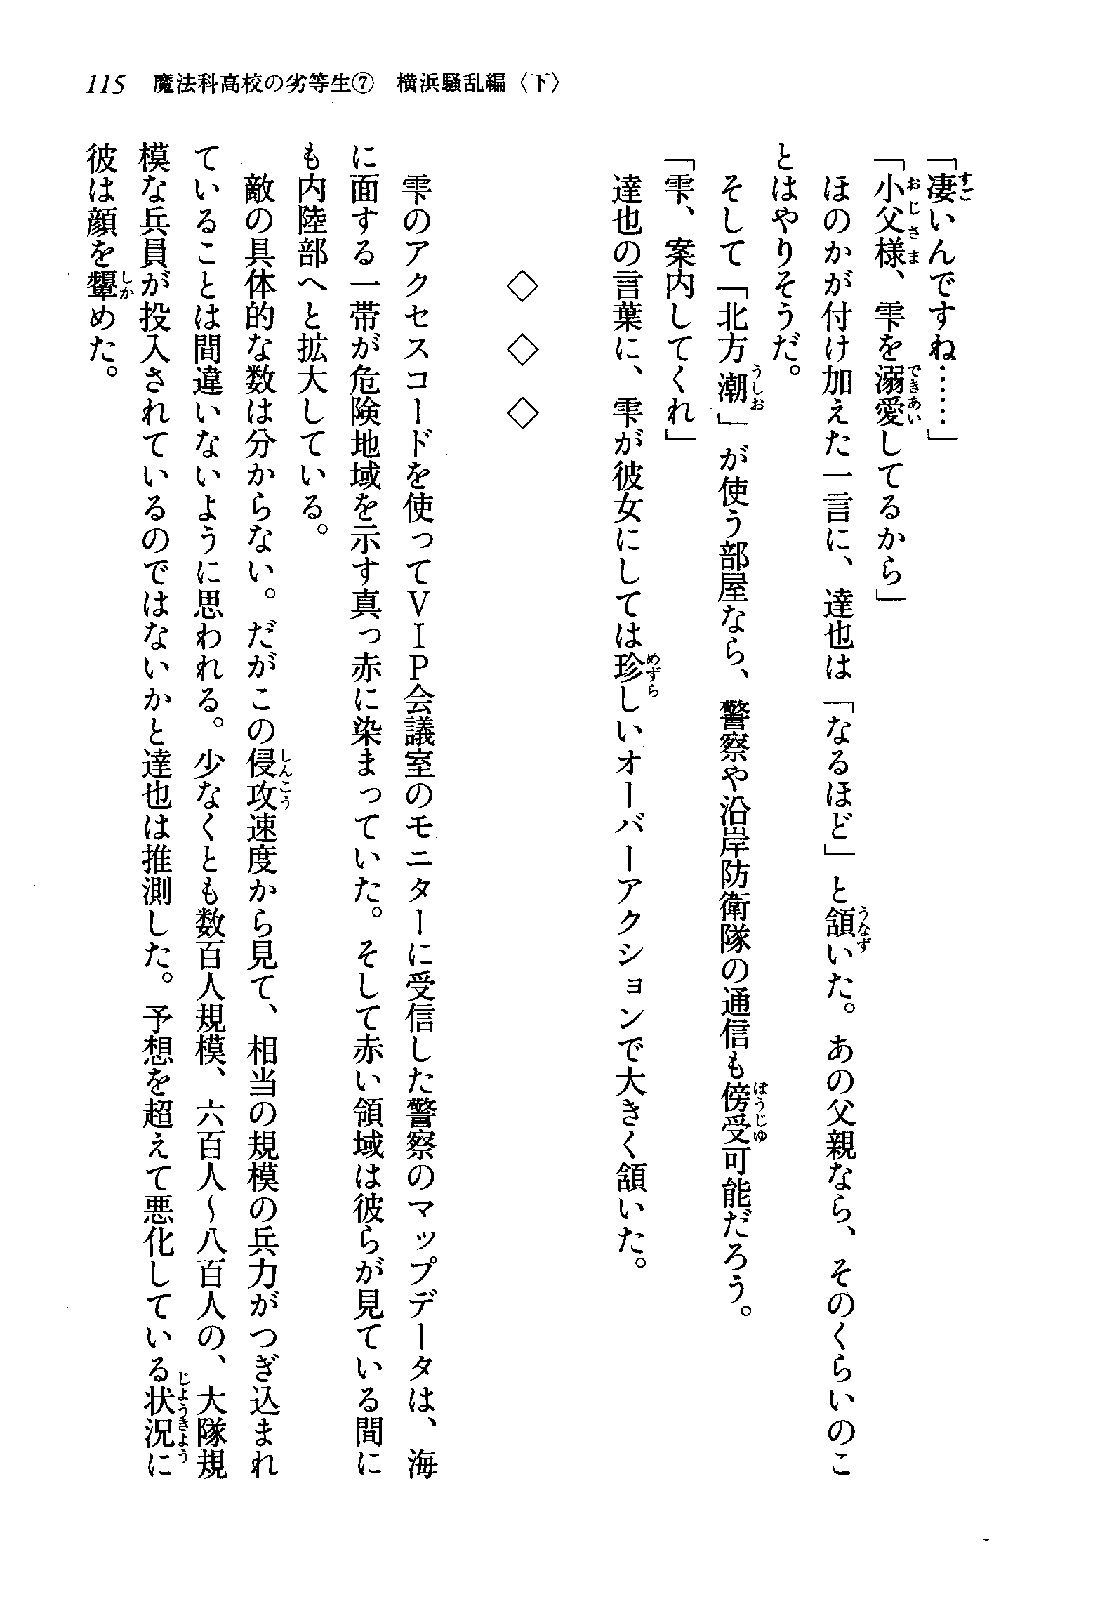 115　魔法科高校の劣等生⑦　横浜騒乱編〈下〉
「凄いんですね……」
「小父様、雫を溺愛してるから」
ほのかが付け加えた一言に、達也は「なるほど」と頷いた。あの父親なら、そのくらいのこ
とはやりそうだ。
そして「北方潮」が使う部屋なら、警察や沿岸防衛隊の通信も傍受可能だろう。
「雫、案内してくれ」
達也の言葉に、雫が彼女にしては珍しいオーバーアクションで大きく頷いた。
◇　◇　◇
雫のアクセスコードを使ってVIP会議室のモニターに受信した警察のマップデータは、海
に面する一帯が危険地域を示す真っ赤に染まっていた。そして赤い領域は彼らが見ている間に
も内陸部へと拡大している。
敵の具体的な数は分からない。だがこの侵攻速度から見て、相当の規模の兵力がつぎ込まれ
ていることは間違いないように思われる。少なくとも数百人規模、六百人～八百人の、大隊規
模な兵員が投入されているのではないかと達也は推測した。予想を超えて悪化している状況に
彼は顔を顰めた。